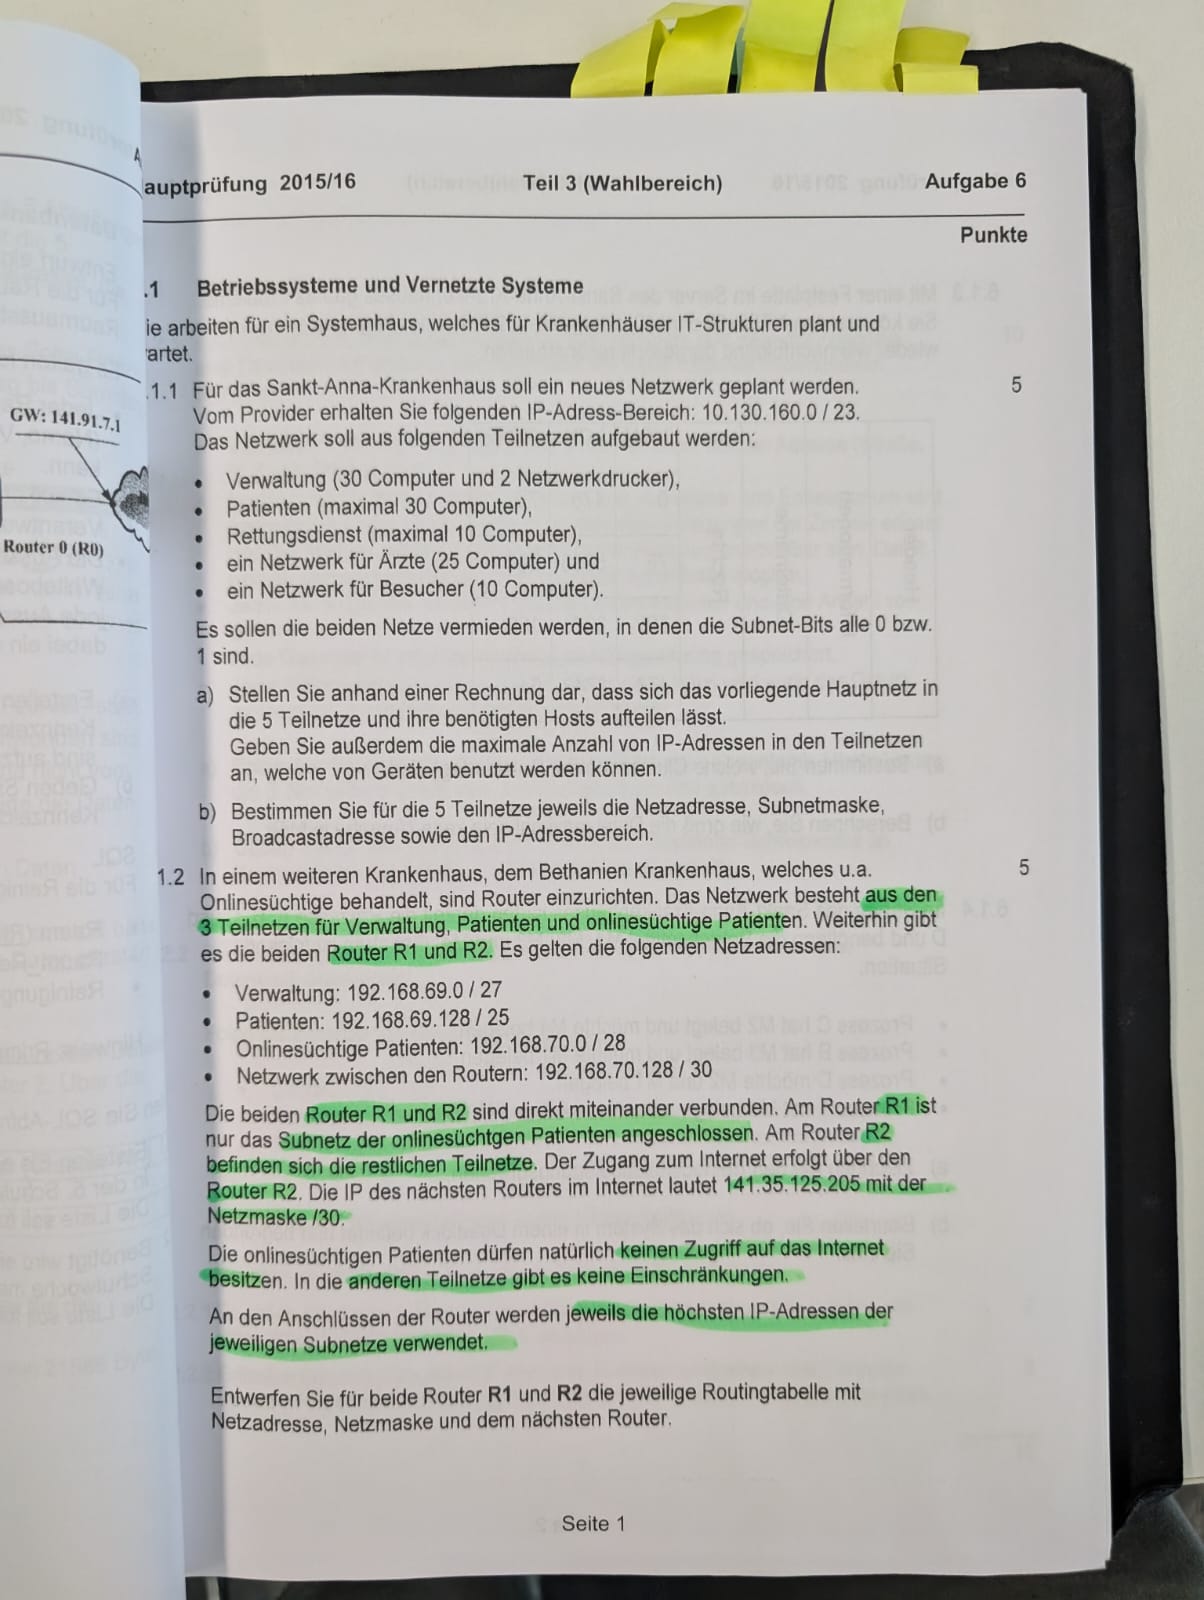 auptprüfung 2015/16 Teil 3 (Wahlbereich) Aufgabe 6
Punkte
.1 Betriebssysteme und Vernetzte Systeme
ie arbeiten für ein Systemhaus, welches für Krankenhäuser IT-Strukturen plant und
artet.
.1.1 Für das Sankt-Anna-Krankenhaus soll ein neues Netzwerk geplant werden. 5
Vom Provider erhalten Sie folgenden IP-Adress-Bereich: 10.130.160.0 / 23.
Das Netzwerk soll aus folgenden Teilnetzen aufgebaut werden:
• Verwaltung (30 Computer und 2 Netzwerkdrucker),
• Patienten (maximal 30 Computer),
• Rettungsdienst (maximal 10 Computer),
• ein Netzwerk für Ärzte (25 Computer) und
• ein Netzwerk für Besucher (10 Computer).
Es sollen die beiden Netze vermieden werden, in denen die Subnet-Bits alle 0 bzw.
1 sind.
a) Stellen Sie anhand einer Rechnung dar, dass sich das vorliegende Hauptnetz in
die 5 Teilnetze und ihre benötigten Hosts aufteilen lässt.
Geben Sie außerdem die maximale Anzahl von IP-Adressen in den Teilnetzen
an, welche von Geräten benutzt werden können.
b) Bestimmen Sie für die 5 Teilnetze jeweils die Netzadresse, Subnetmaske,
Broadcastadresse sowie den IP-Adressbereich.
1.2 In einem weiteren Krankenhaus, dem Bethanien Krankenhaus, welches u.a. 5
Onlinesüchtige behandelt, sind Router einzurichten. Das Netzwerk besteht aus den
3 Teilnetzen für Verwaltung, Patienten und onlinesüchtige Patienten. Weiterhin gibt
es die beiden Router R1 und R2. Es gelten die folgenden Netzadressen:
• Verwaltung: 192.168.69.0 / 27
• Patienten: 192.168.69.128 / 25
• Onlinesüchtige Patienten: 192.168.70.0 / 28
• Netzwerk zwischen den Routern: 192.168.70.128 / 30
Die beiden Router R1 und R2 sind direkt miteinander verbunden. Am Router R1 ist
nur das Subnetz der onlinesüchtgen Patienten angeschlossen. Am Router R2
befinden sich die restlichen Teilnetze. Der Zugang zum Internet erfolgt über den
Router R2. Die IP des nächsten Routers im Internet lautet 141.35.125.205 mit der
Netzmaske /30.
Die onlinesüchtigen Patienten dürfen natürlich keinen Zugriff auf das Internet
besitzen. In die anderen Teilnetze gibt es keine Einschränkungen.
An den Anschlüssen der Router werden jeweils die höchsten IP-Adressen der
jeweiligen Subnetze verwendet.
Entwerfen Sie für beide Router R1 und R2 die jeweilige Routingtabelle mit
Netzadresse, Netzmaske und dem nächsten Router.
Seite 1
GW: 141.91.7.1
Router 0 (R0)